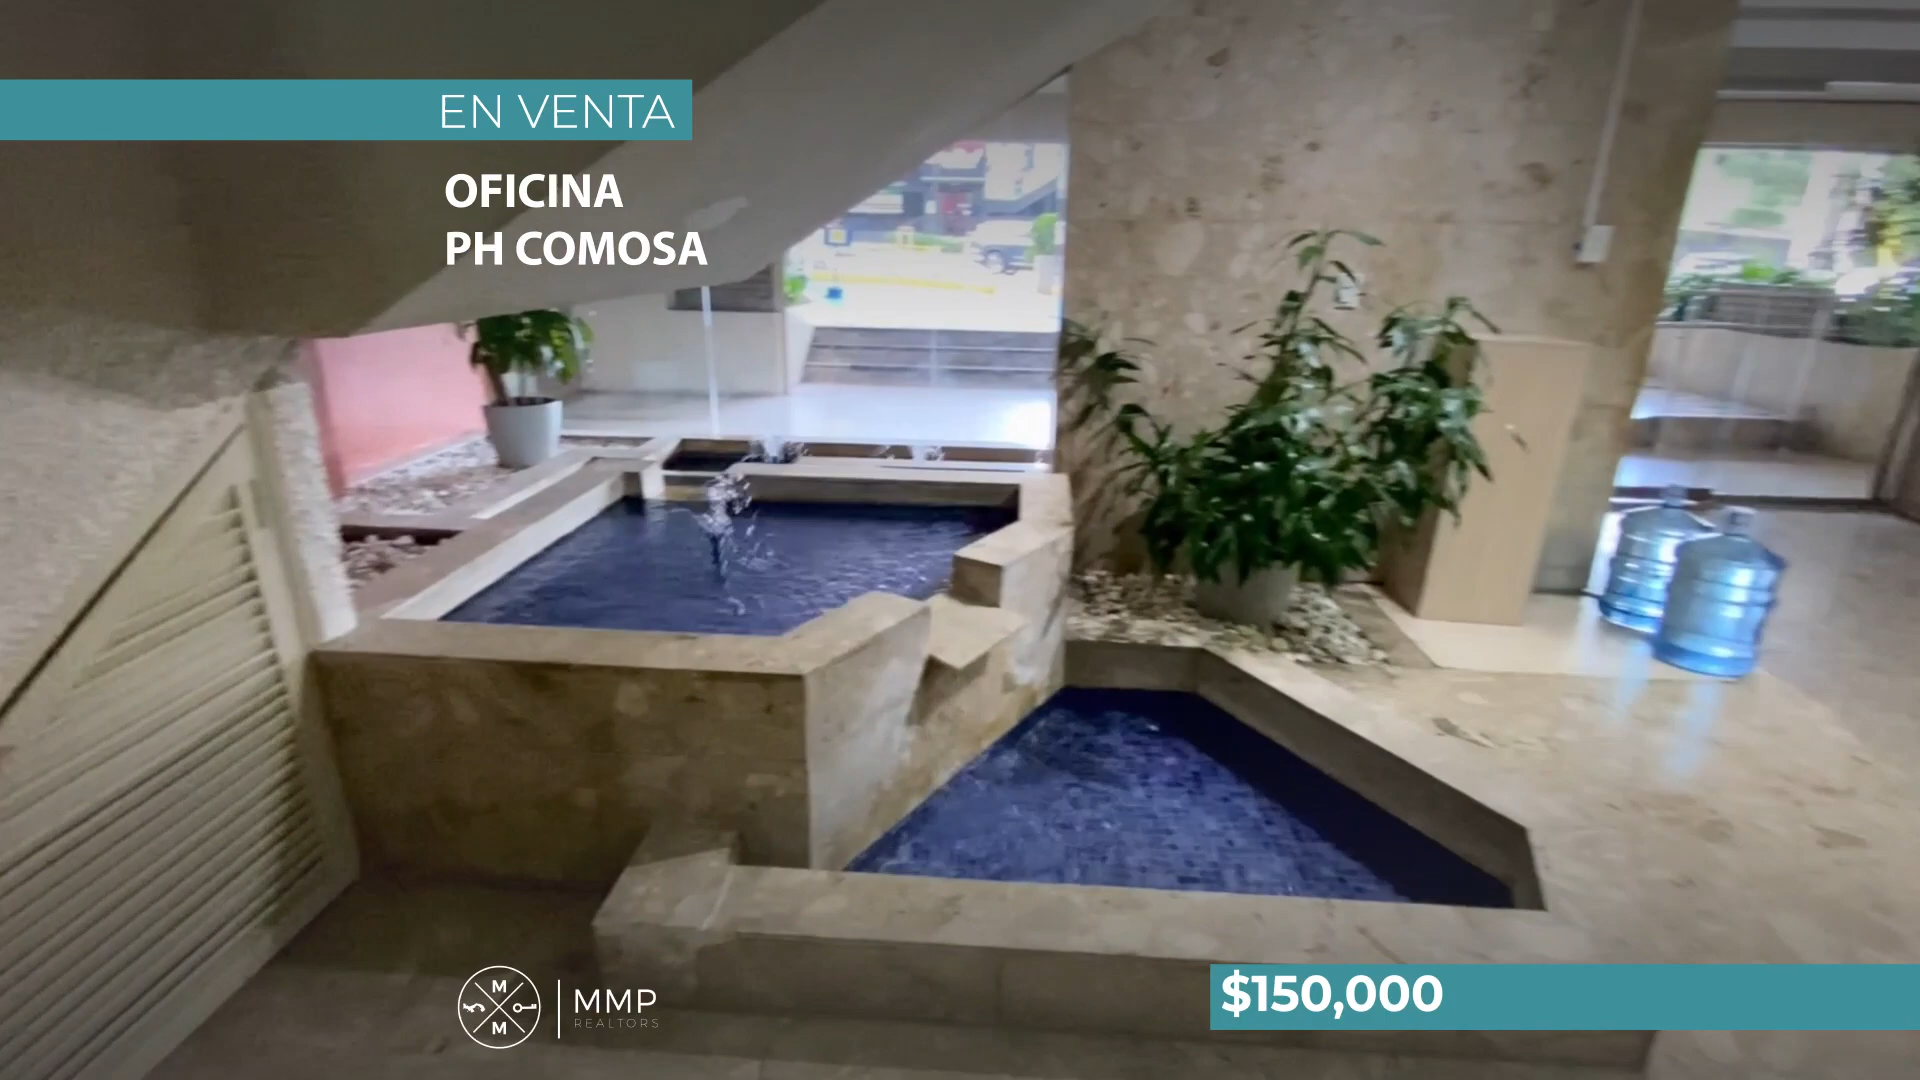 EN VENTA
OFICINA
PH COMOSA
M
M
MMP
REALTORS
$150,000